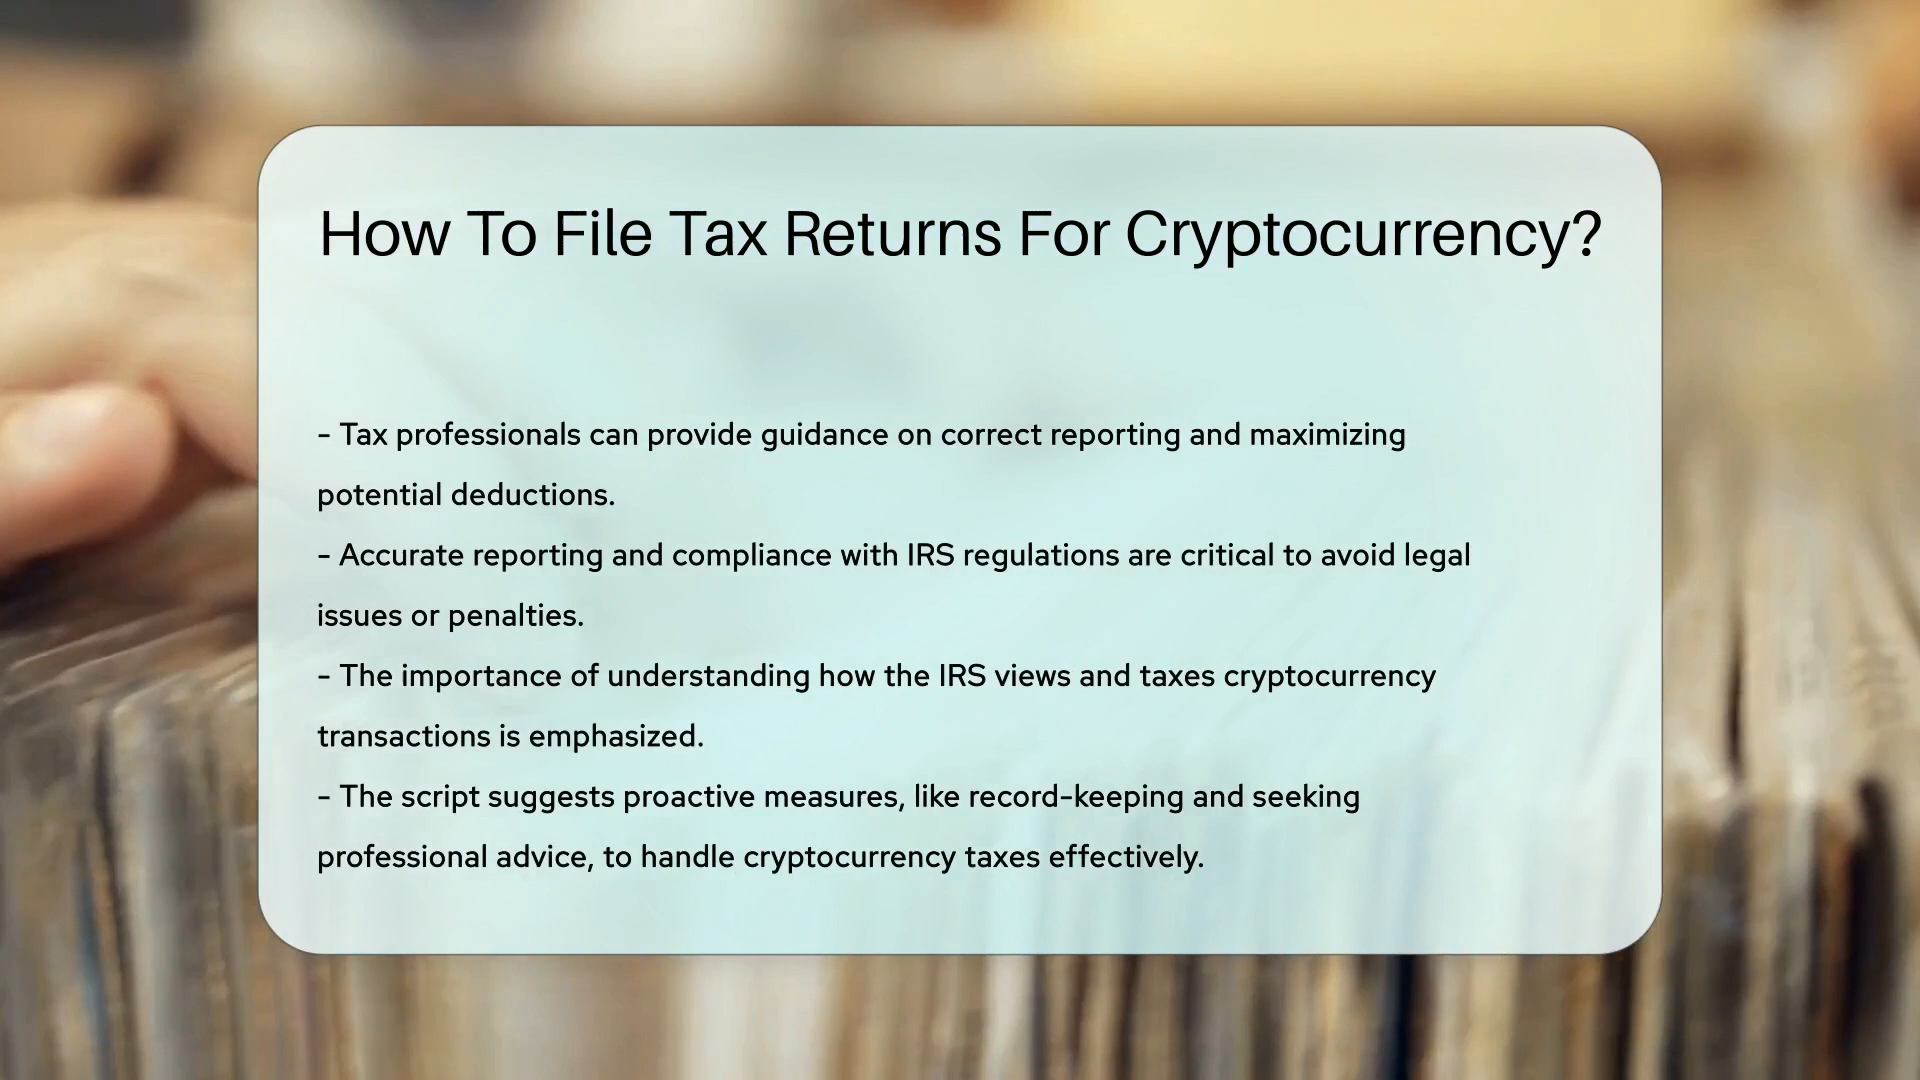 How To File Tax Returns For Cryptocurrency?
- Tax professionals can provide guidance on correct reporting and maximizing
potential deductions.
- Accurate reporting and compliance with IRS regulations are critical to avoid legal
issues or penalties.
- The importance of understanding how the IRS views and taxes cryptocurrency
transactions is emphasized.
- The script suggests proactive measures, like record-keeping and seeking
professional advice, to handle cryptocurrency taxes effectively.